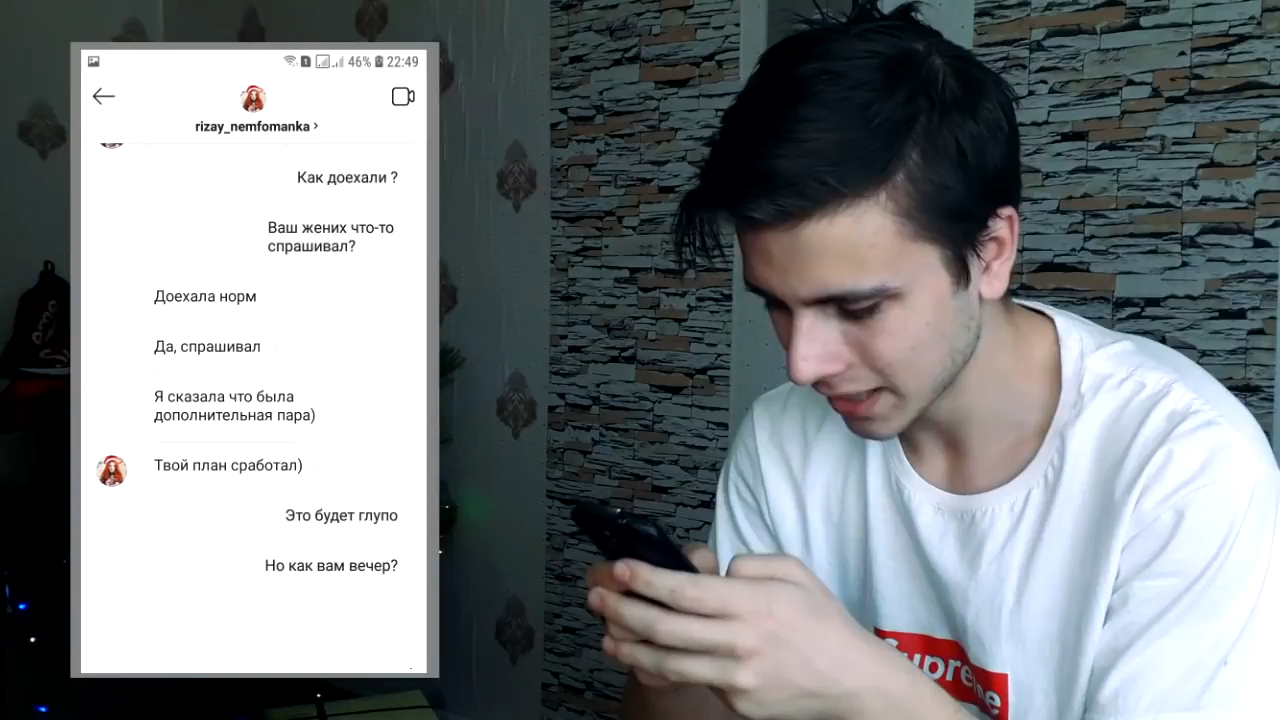 46% 22:49
rizay_nemfomanka
Как доехали ?
Ваш жених что-то
спрашивал?
Доехала норм
Да, спрашивал
Я сказала что была
дополнительная пара)
Твой план сработал)
Это будет глупо
Но как вам вечер?
Supreme